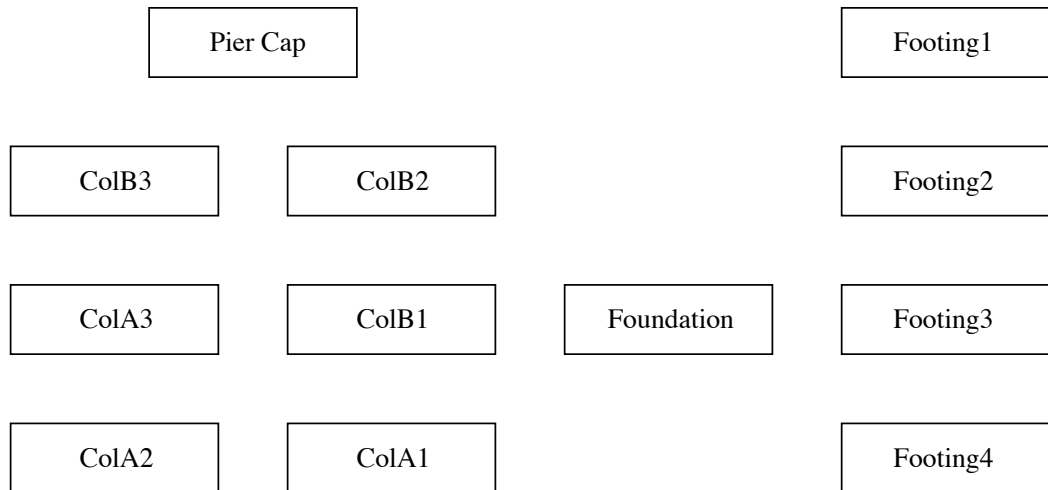 Pier Cap
Footing1
ColB3
ColB2
Footing2
ColA3
ColB1
Foundation
Footing3
ColA2
ColA1
Footing4